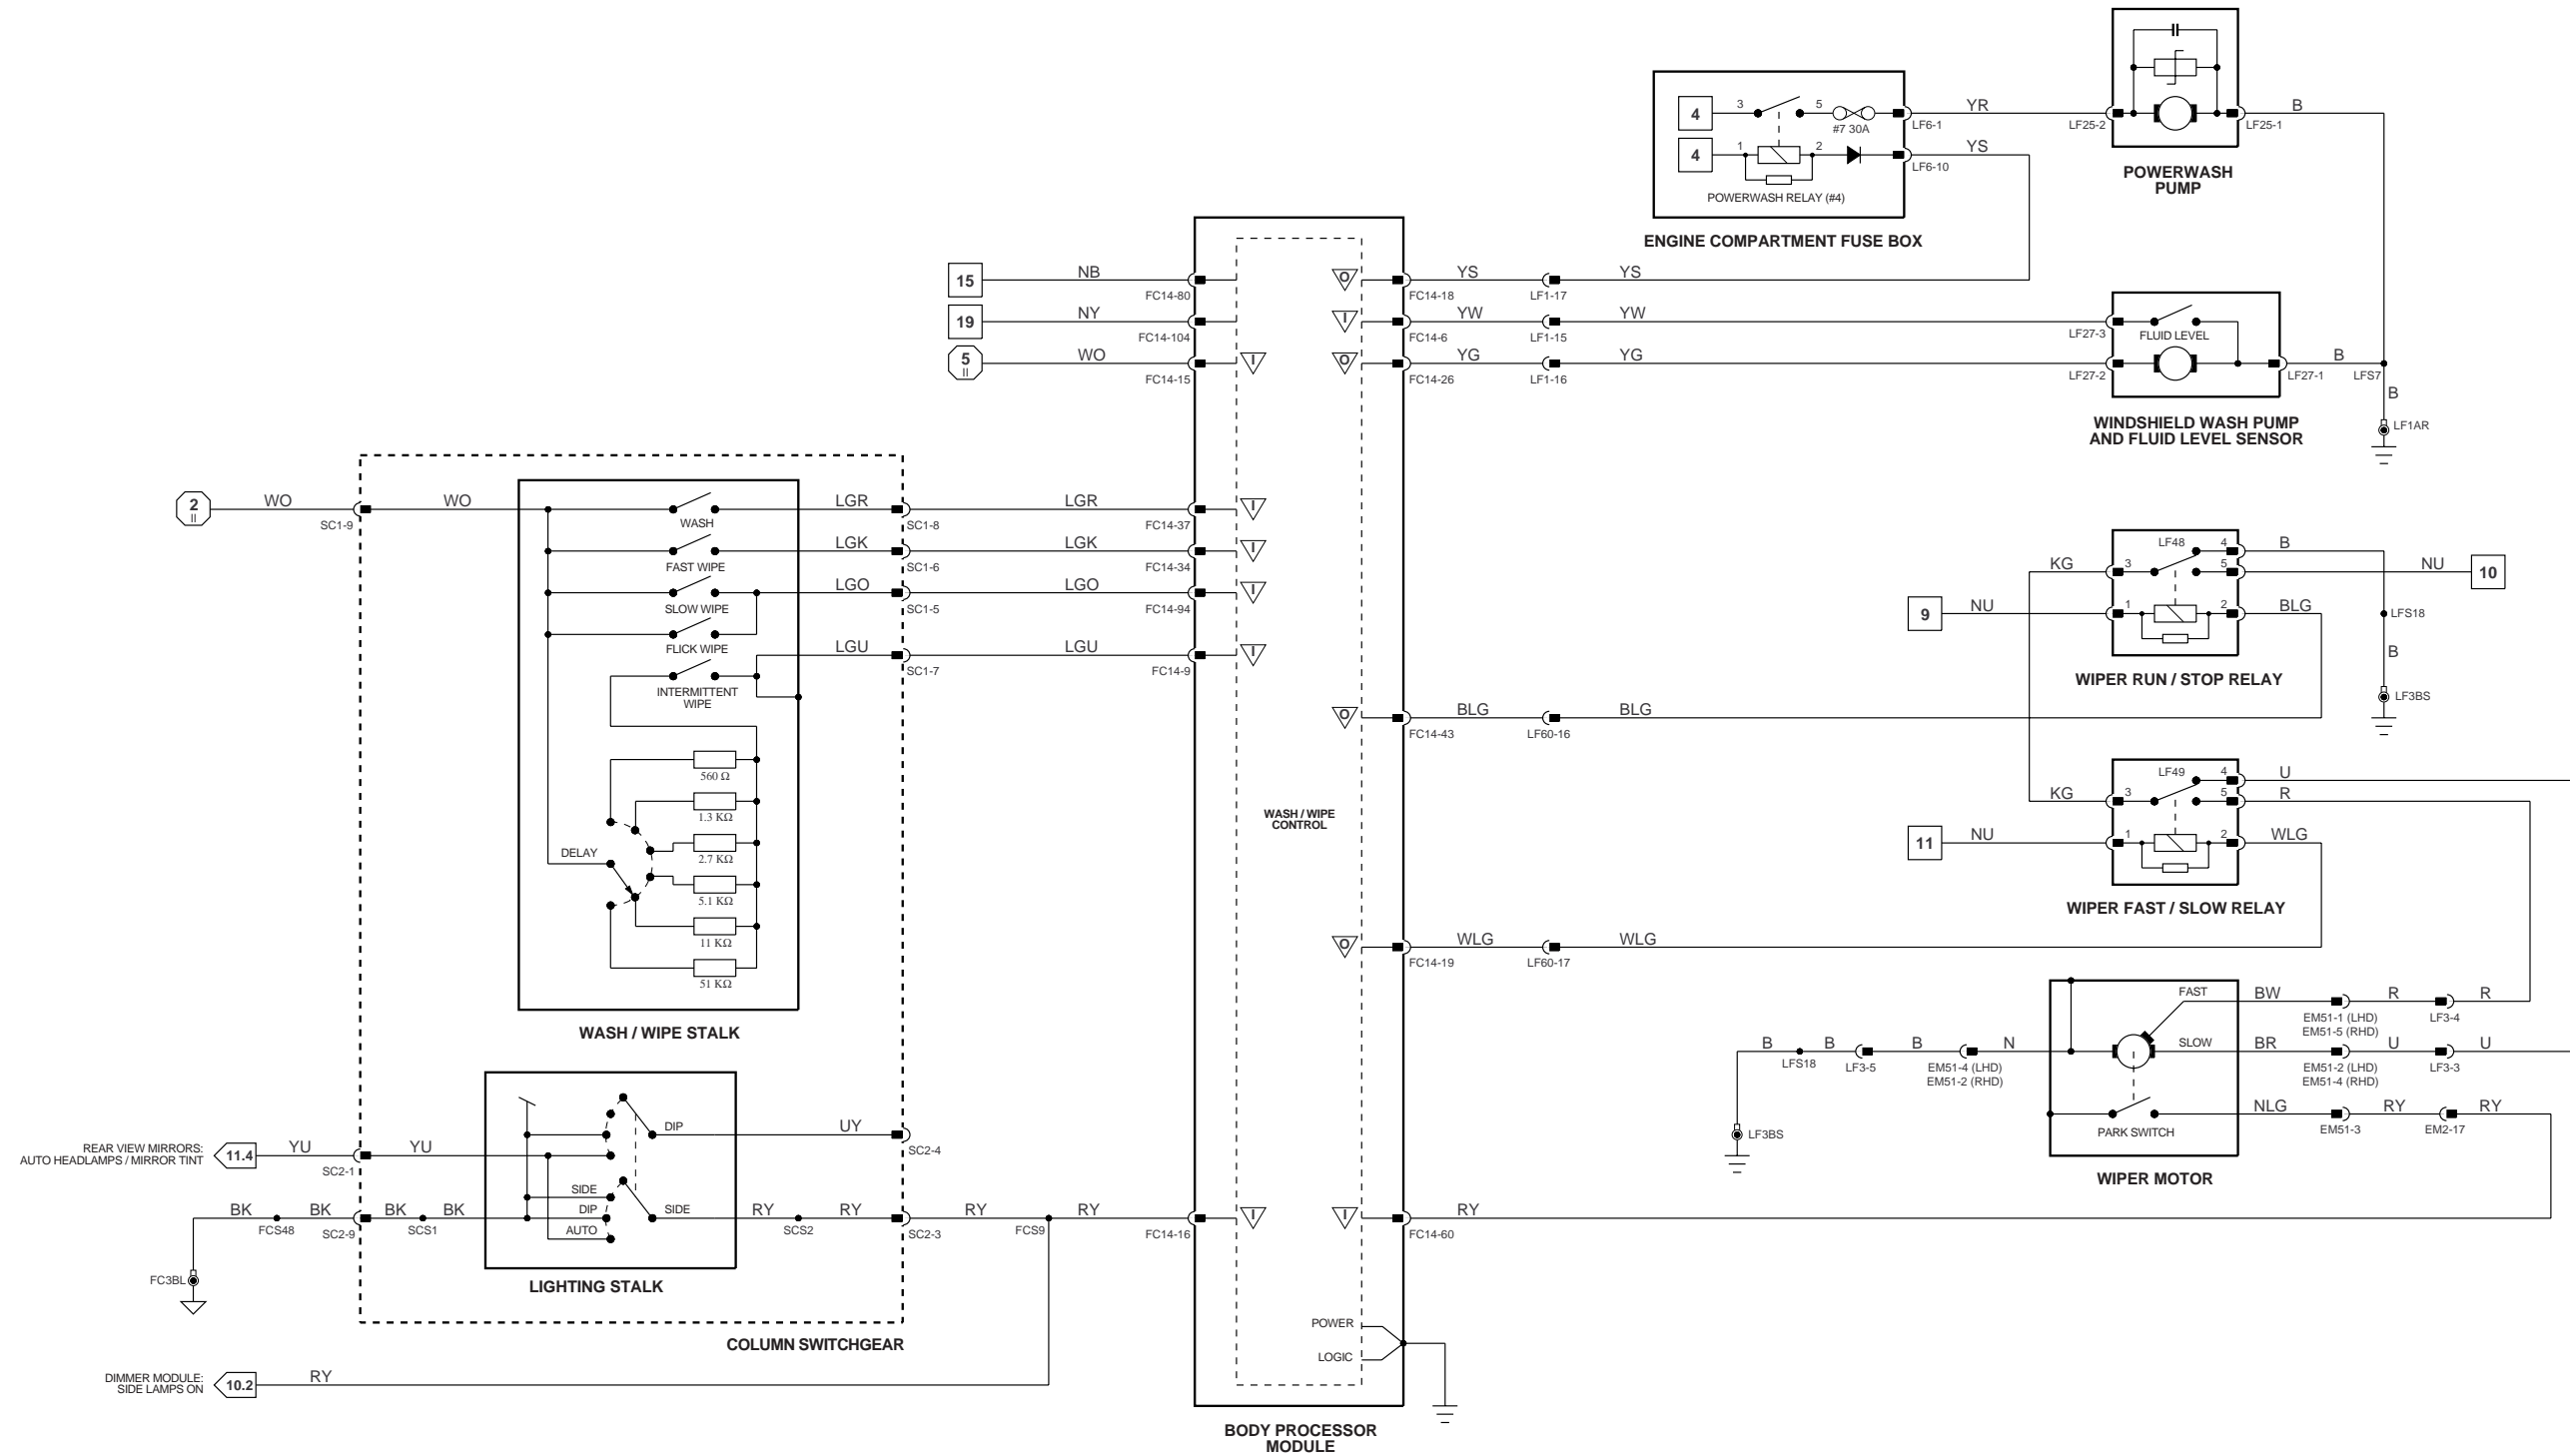 POWERWASH
PUMP
LF25-2
LF25-1
B
4
3
5
#7 30A
LF6-1
YR
4
1
2
LF6-10
YS
POWERWASH RELAY (#4)
ENGINE COMPARTMENT FUSE BOX
15
NB
FC14-80
O
FC14-18
YS
LF1-17
YS
19
NY
FC14-104
I
FC14-6
YW
LF1-15
YW
LF27-3
FLUID LEVEL
5
II
WO
FC14-15
I
O
FC14-26
YG
LF1-16
YG
LF27-2
LF27-1
B
LFS7
B
LF1AR
WINDSHIELD WASH PUMP
AND FLUID LEVEL SENSOR
2
II
WO
SC1-9
WO
WASH
LGR
SC1-8
LGR
FC14-37
I
FAST WIPE
LGK
SC1-6
LGK
FC14-34
I
SLOW WIPE
LGO
SC1-5
LGO
FC14-94
I
FLICK WIPE
LGU
SC1-7
LGU
FC14-9
I
INTERMITTENT
WIPE
560 Ω
1.3 KΩ
2.7 KΩ
5.1 KΩ
11 KΩ
51 KΩ
DELAY
WASH / WIPE STALK
LF48
4
B
KG
3
5
NU
10
9
NU
1
2
BLG
LFS18
B
LF3BS
WIPER RUN / STOP RELAY
O
FC14-43
BLG
LF60-16
BLG
LF49
4
U
KG
3
5
R
11
NU
1
2
WLG
WIPER FAST / SLOW RELAY
WASH / WIPE
CONTROL
O
FC14-19
WLG
LF60-17
WLG
FAST
BW
EM51-1 (LHD)
EM51-5 (RHD)
R
LF3-4
R
B
LFS18
B
LF3-5
B
EM51-4 (LHD)
EM51-2 (RHD)
N
SLOW
BR
EM51-2 (LHD)
EM51-4 (RHD)
U
LF3-3
U
LF3BS
PARK SWITCH
NLG
EM51-3
RY
EM2-17
RY
WIPER MOTOR
REAR VIEW MIRRORS:
AUTO HEADLAMPS / MIRROR TINT
11.4
YU
SC2-1
YU
DIP
UY
SC2-4
BK
FCS48
BK
SC2-9
BK
SCS1
BK
SIDE
DIP
AUTO
SIDE
RY
SCS2
RY
SC2-3
RY
FCS9
RY
FC14-16
I
I
FC14-60
RY
FC3BL
LIGHTING STALK
COLUMN SWITCHGEAR
DIMMER MODULE:
SIDE LAMPS ON
10.2
RY
POWER
LOGIC
BODY PROCESSOR
MODULE